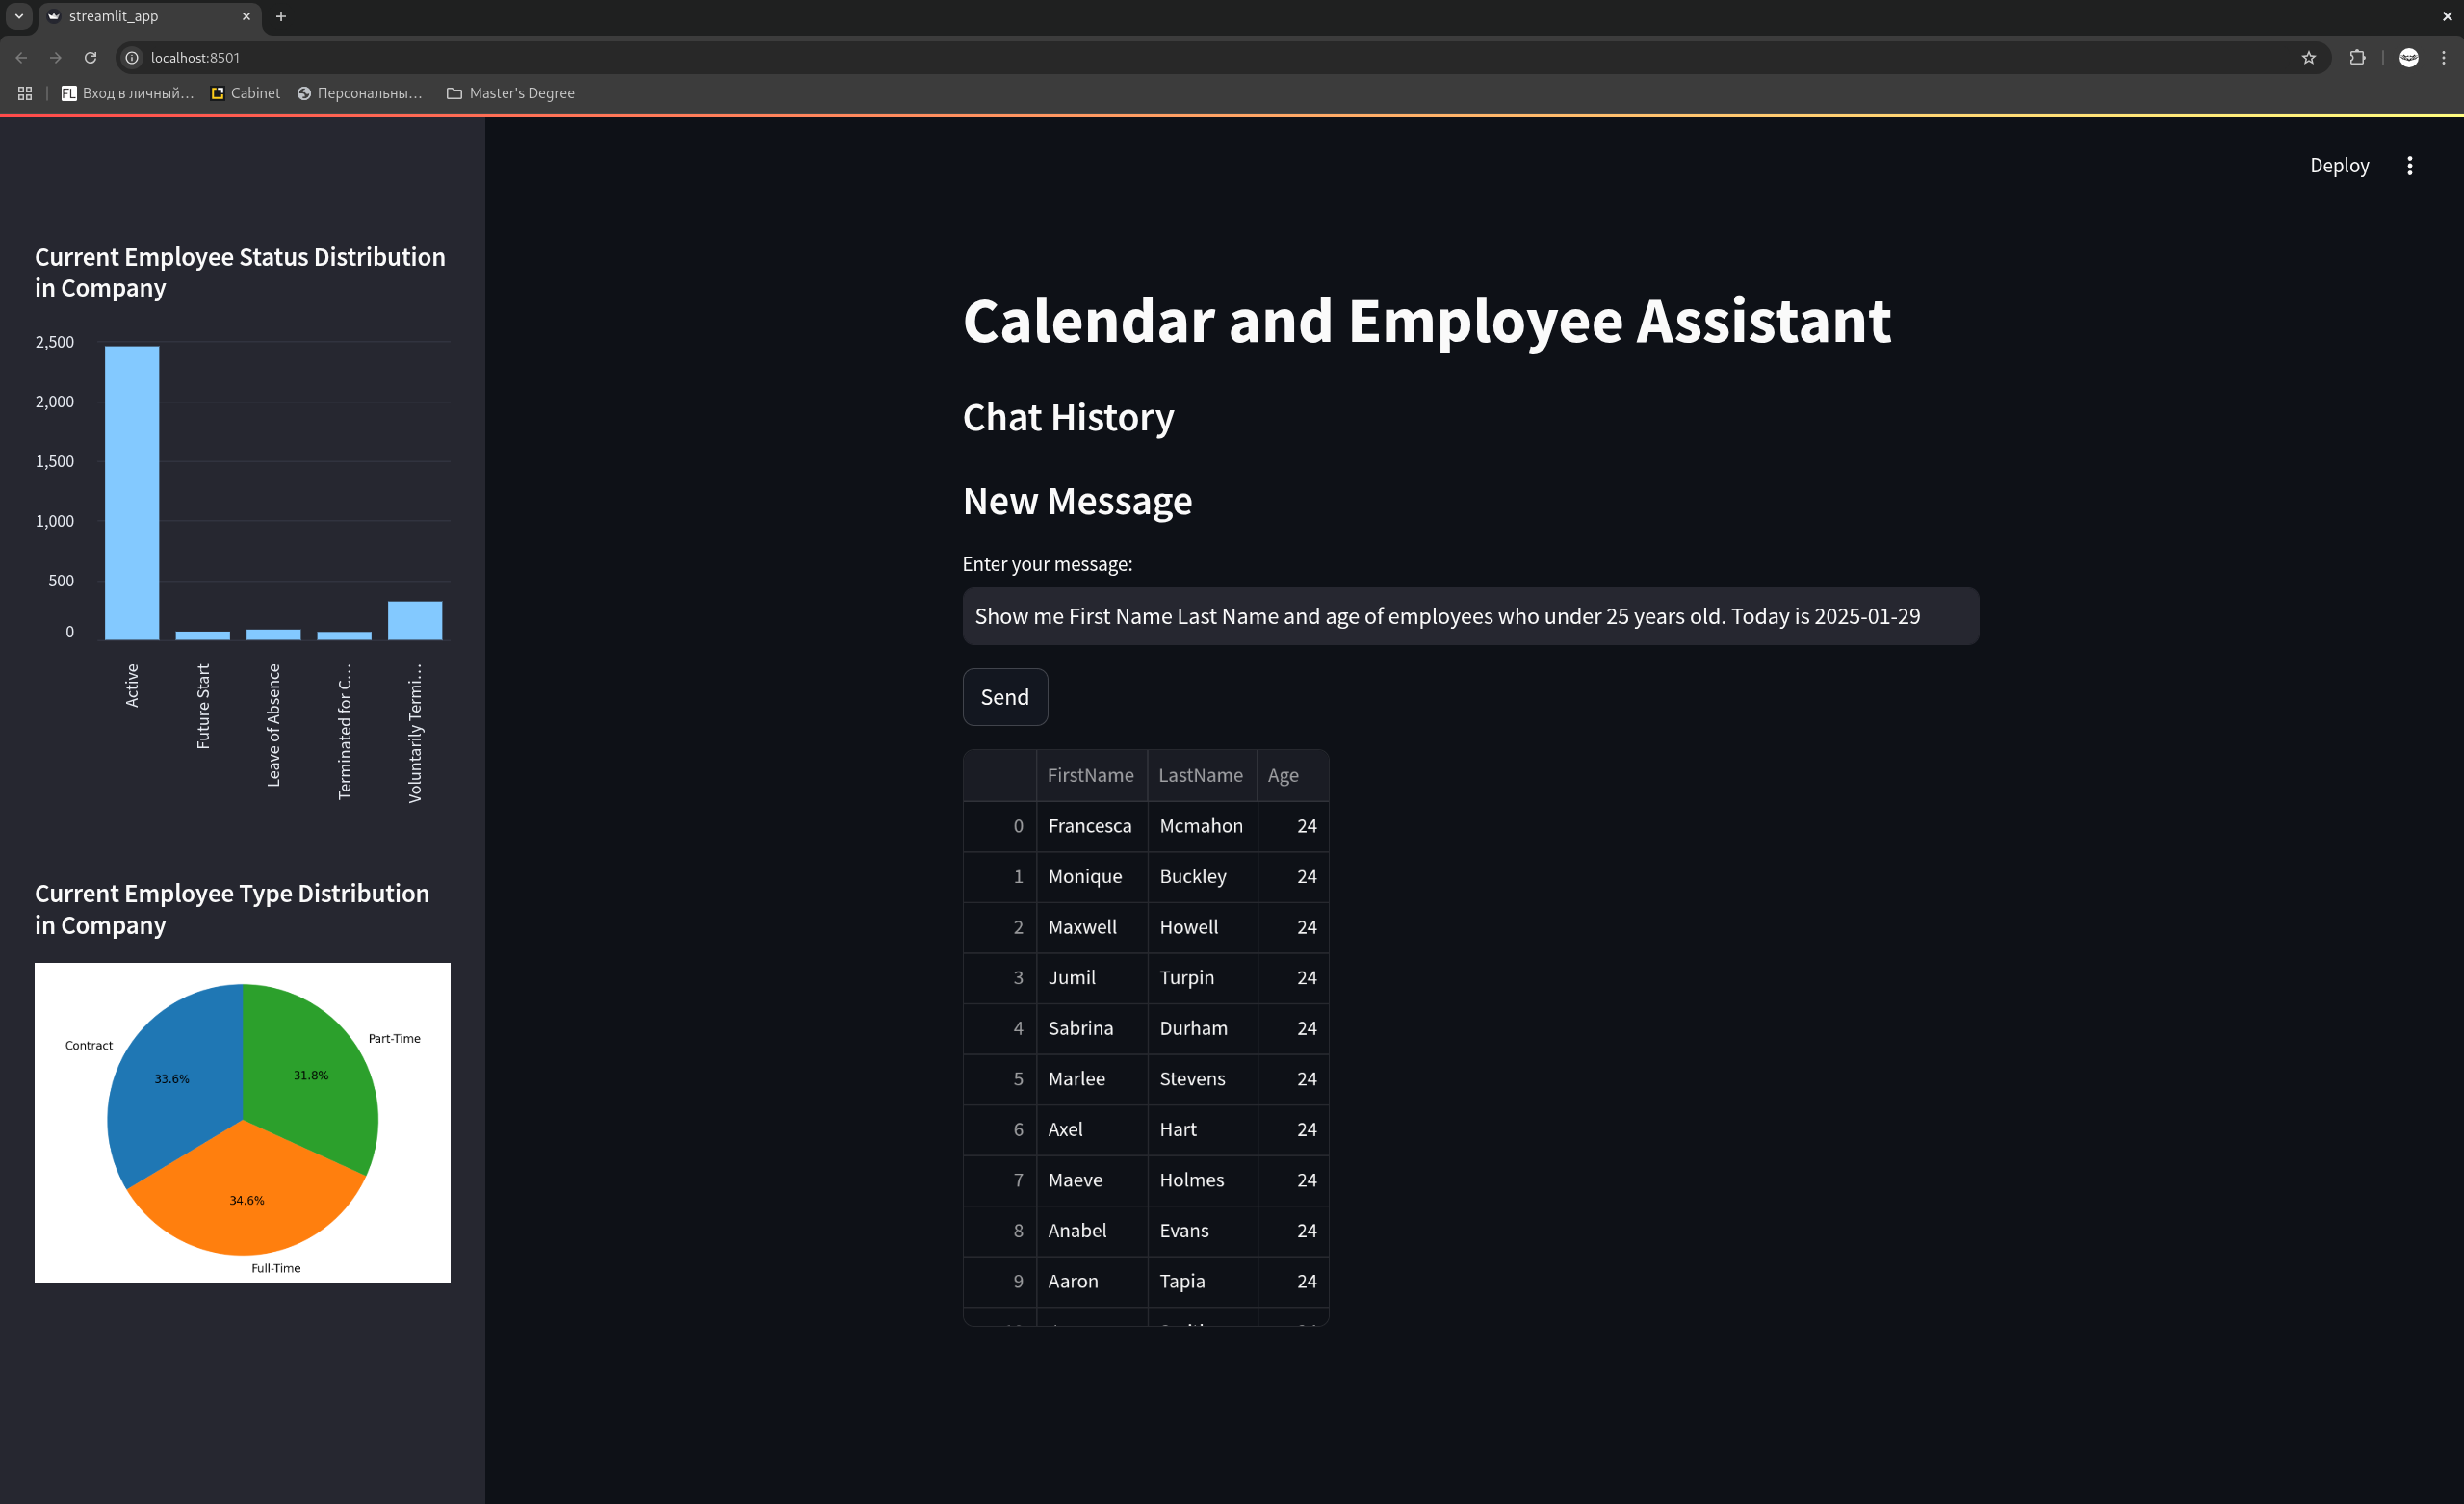 streamlit_app
localhost:8501
Вход в личный...
Cabinet
Персональны...
Master's Degree
Deploy
Current Employee Status Distribution
in Company
2,500
2,000
1,500
1,000
500
0
Active
Future Start
Leave of Absence
Terminated for C...
Voluntarily Termi...
Current Employee Type Distribution
in Company
Contract
33.6%
Part-Time
31.8%
34.6%
Full-Time
Calendar and Employee Assistant
Chat History
New Message
Enter your message:
Show me First Name Last Name and age of employees who under 25 years old. Today is 2025-01-29
Send
FirstName LastName Age
0 Francesca Mcmahon 24
1 Monique Buckley 24
2 Maxwell Howell 24
3 Jumil Turpin 24
4 Sabrina Durham 24
5 Marlee Stevens 24
6 Axel Hart 24
7 Maeve Holmes 24
8 Anabel Evans 24
9 Aaron Tapia 24